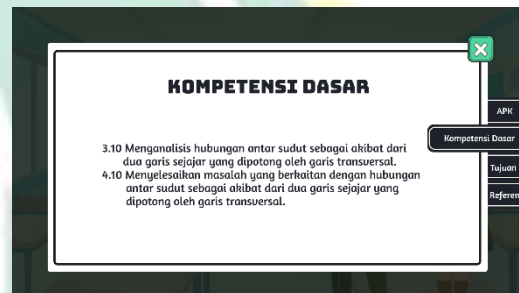 KOMPETENSI DASAR
APK
Kompetensi Dasar
3.10 Menganalisis hubungan antar sudut sebagai akibat dari
dua garis sejajar yang dipotong oleh garis transversal.
4.10 Menyelesaikan masalah yang berkaitan dengan hubungan
antar sudut sebagai akibat dari dua garis sejajar yang
dipotong oleh garis transversal.
Tujuan
Referen